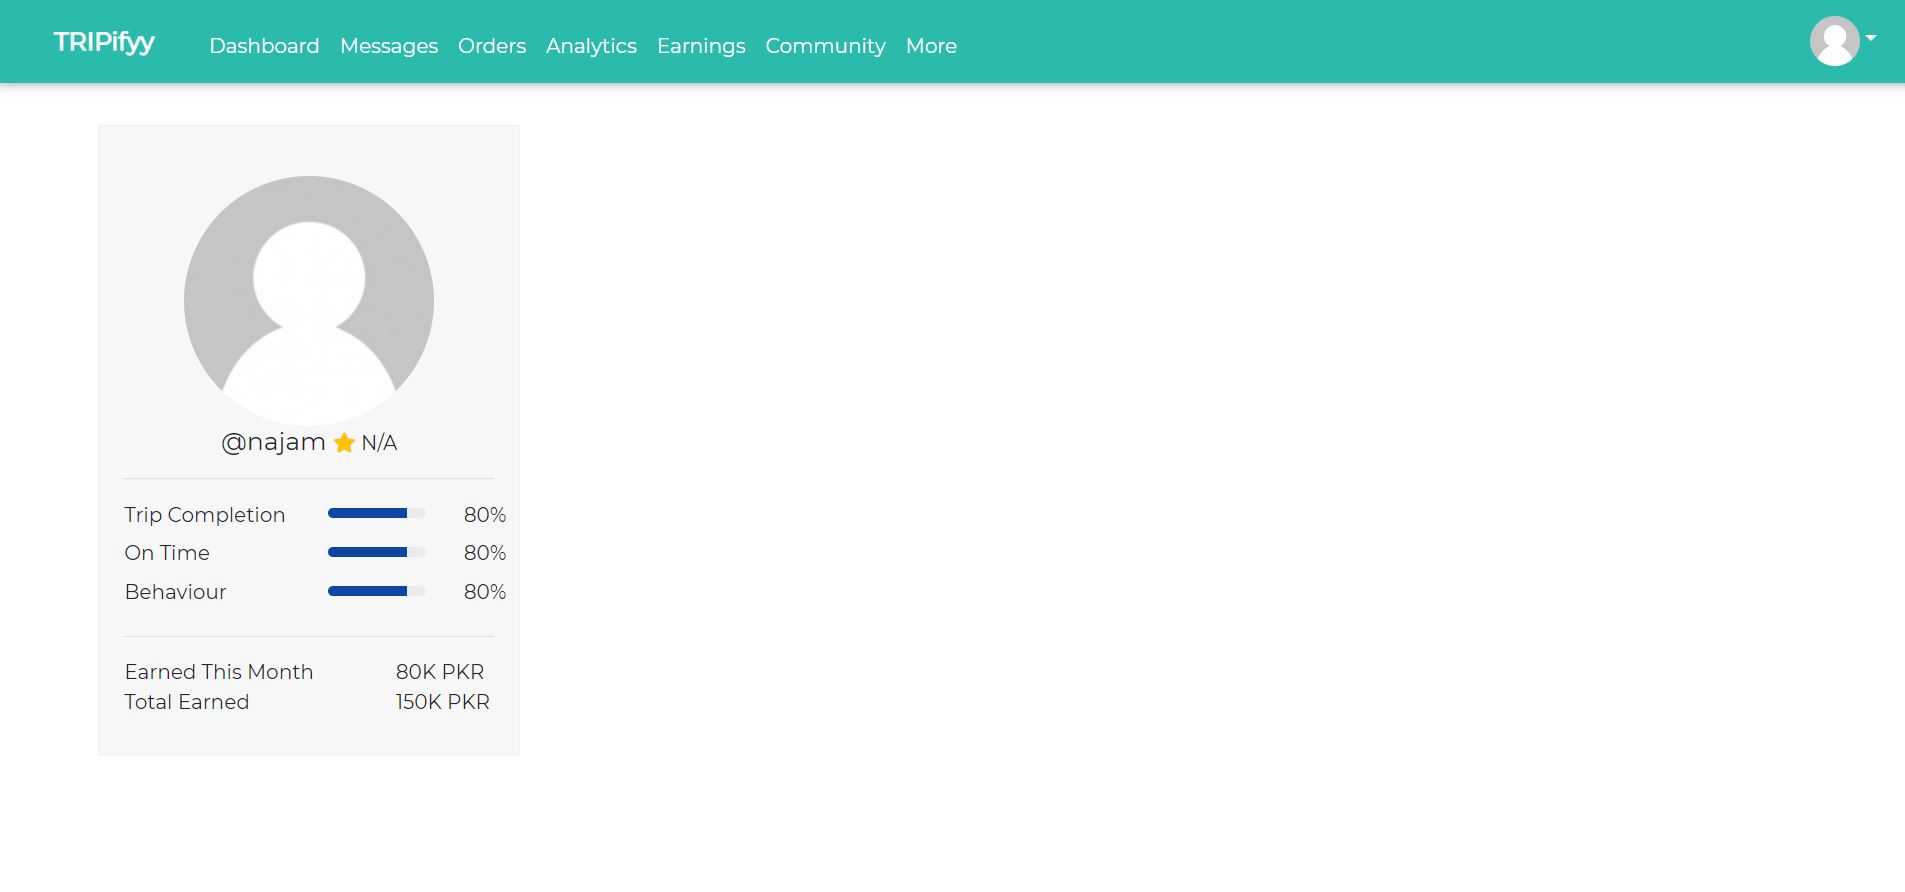 TRIPifyy Dashboard Messages Orders Analytics Earnings Community More
@najam N/A
Trip Completion 80%
On Time 80%
Behaviour 80%
Earned This Month 80K PKR
Total Earned 150K PKR